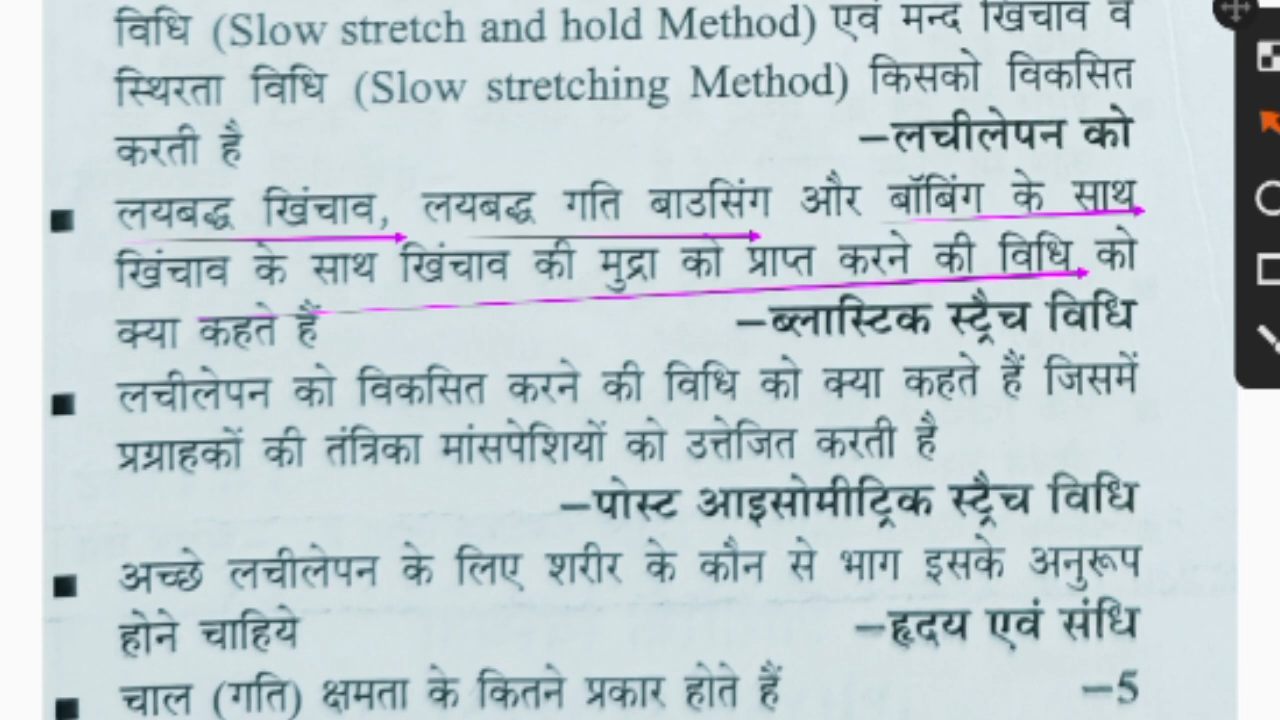 विधि (Slow stretch and hold Method) एवं मन्द खिंचाव व
स्थिरता विधि (Slow stretching Method) किसको विकसित
करती है –लचीलेपन को
■ लयबद्ध खिंचाव, लयबद्ध गति बाउसिंग और बॉबिंग के साथ
खिंचाव के साथ खिंचाव की मुद्रा को प्राप्त करने की विधि को
क्या कहते हैं –ब्लास्टिक स्ट्रैच विधि
■ लचीलेपन को विकसित करने की विधि को क्या कहते हैं जिसमें
प्रग्राहकों की तंत्रिका मांसपेशियों को उत्तेजित करती है
–पोस्ट आइसोमीट्रिक स्ट्रैच विधि
■ अच्छे लचीलेपन के लिए शरीर के कौन से भाग इसके अनुरूप
होने चाहिये –हृदय एवं संधि
■ चाल (गति) क्षमता के कितने प्रकार होते हैं –5